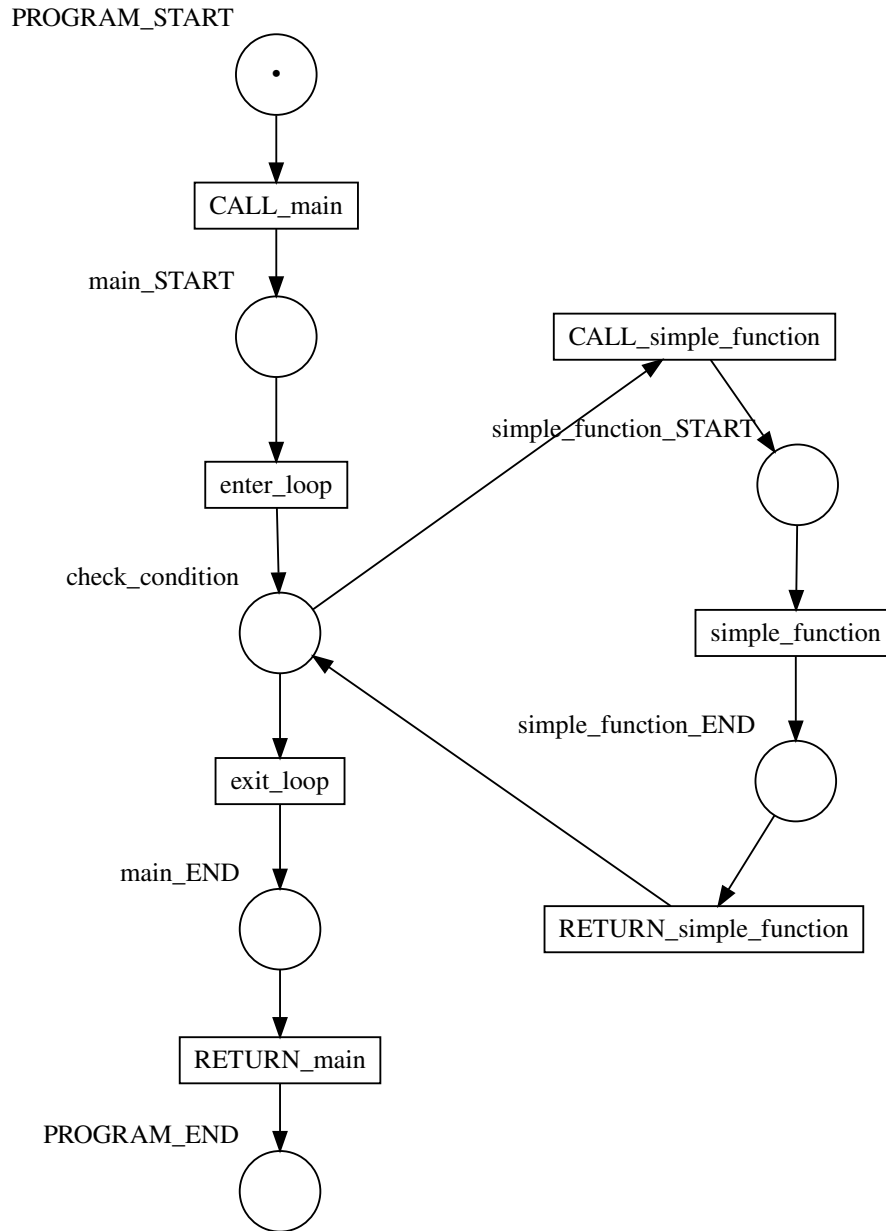 PROGRAM_START
CALL_main
main_START
CALL_simple_function
simple_function_START
enter_loop
check_condition
simple_function
simple_function_END
exit_loop
main_END
RETURN_simple_function
RETURN_main
PROGRAM_END